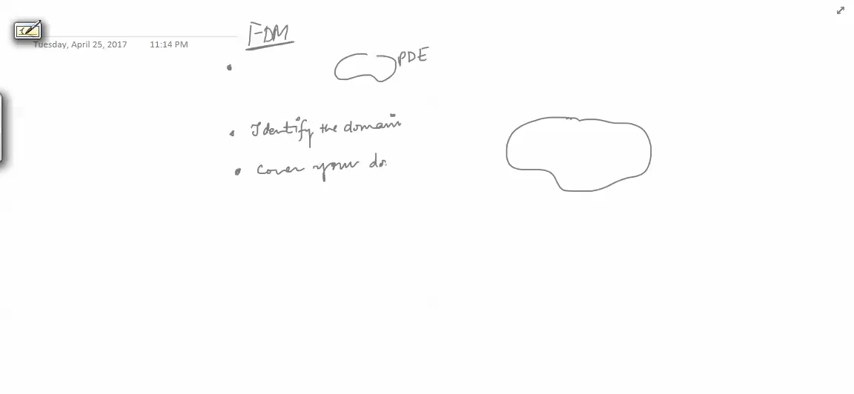 FDM
Tuesday, April 25, 2017 11:14 PM
PDE
• Identify the domain
• Cover your do